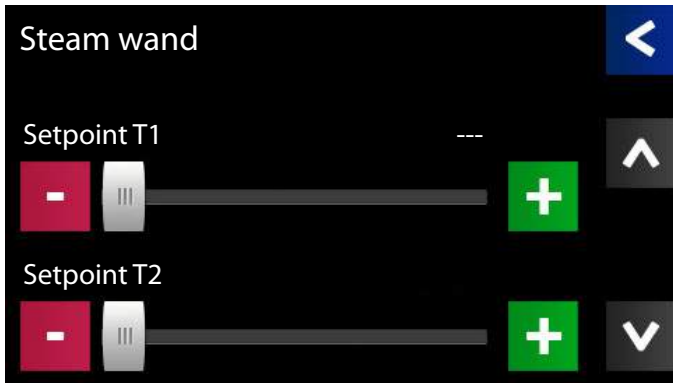 Steam wand
<
Setpoint T1 ---
- +
Setpoint T2
- +